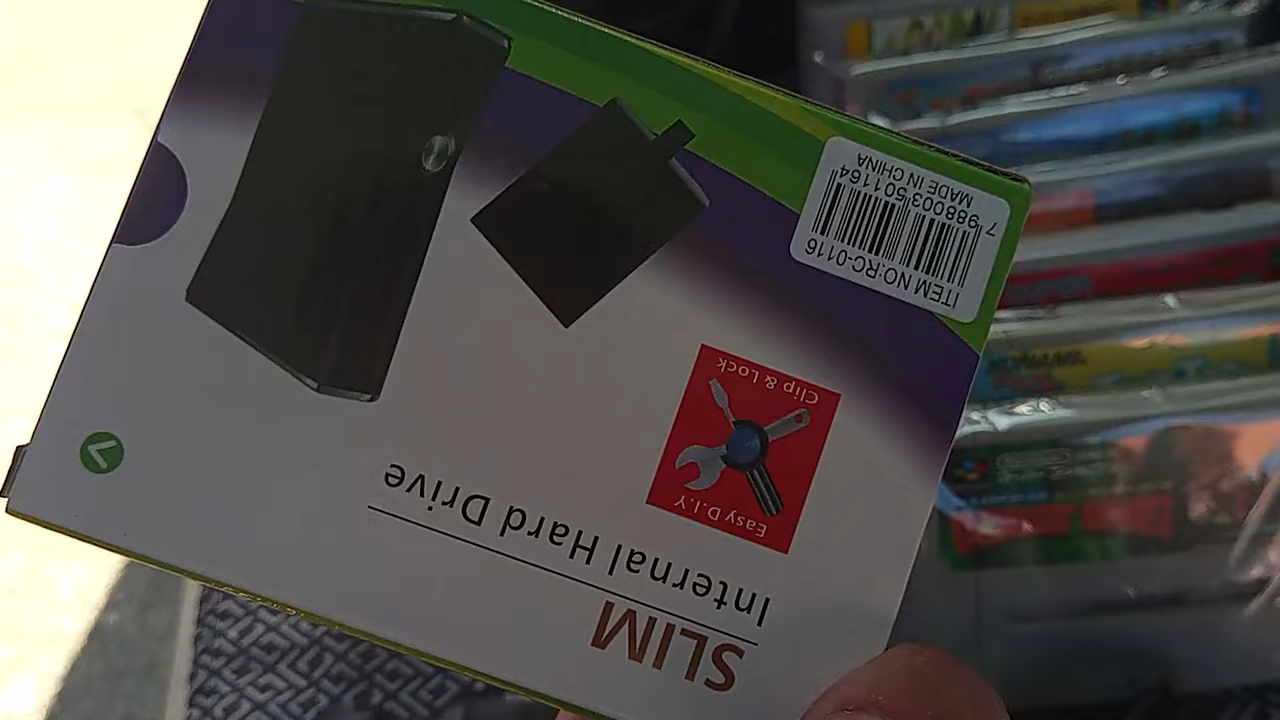 SLIM
Internal Hard Drive
Easy D.I.Y
Clip & Lock
ITEM NO:RC-0116
7 988003 501164
MADE IN CHINA